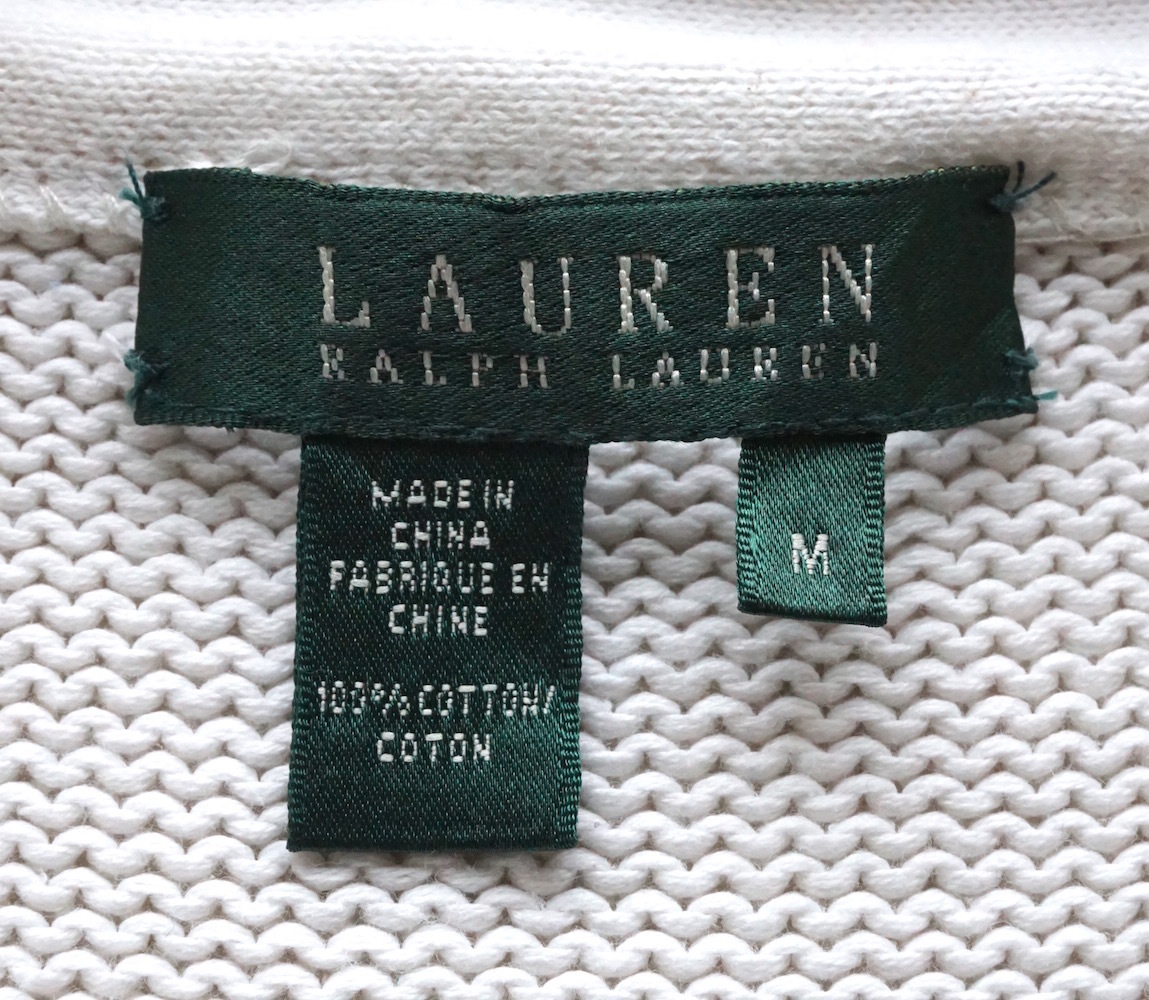 LAUREN
RALPH LAUREN
MADE IN
CHINA
FABRIQUE EN
CHINE
100% COTTON/
COTON
M